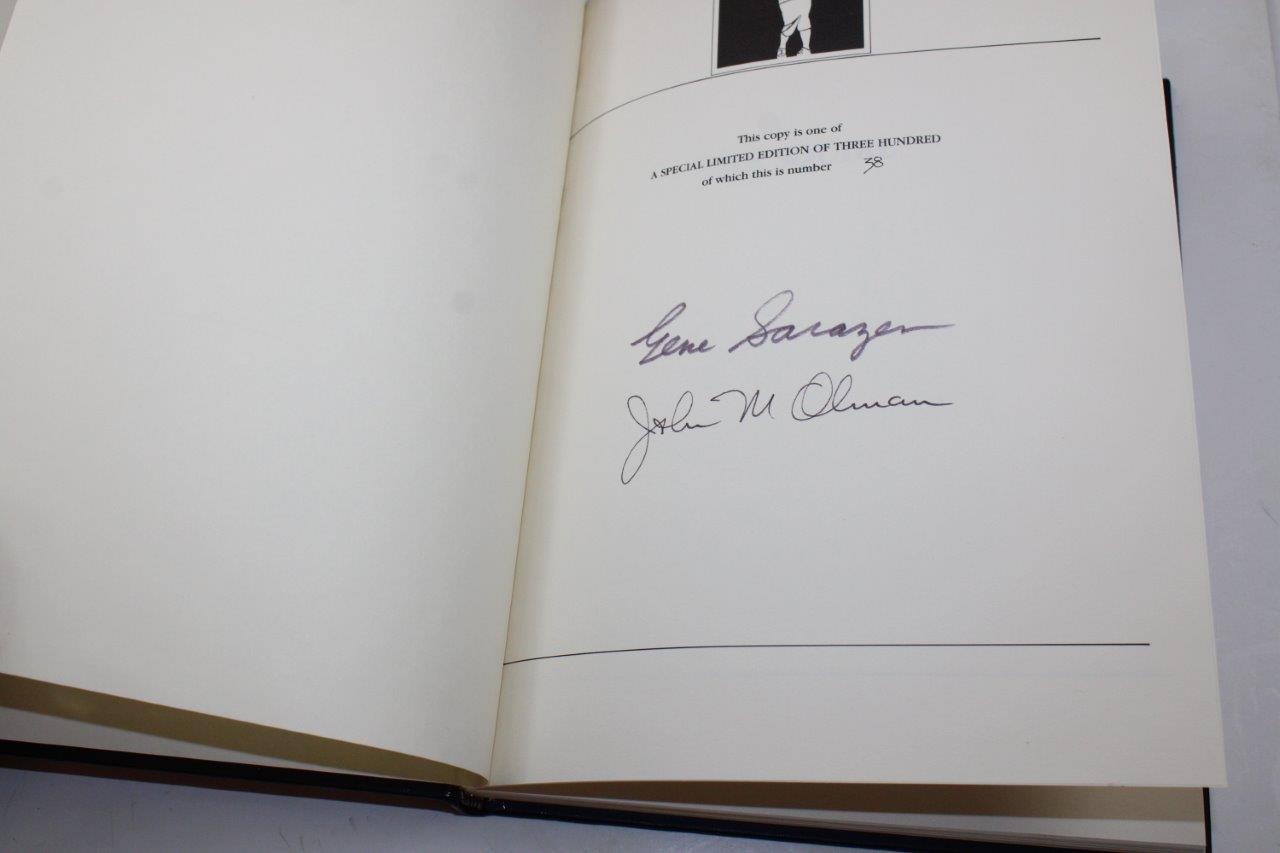 This copy is one of
A SPECIAL LIMITED EDITION OF THREE HUNDRED
of which this is number 38
Gene Sarazen
John M Olman